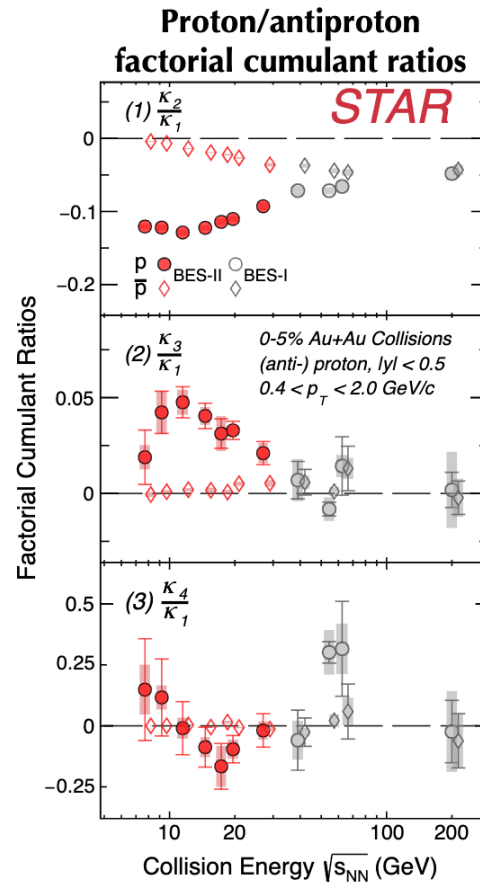 Proton/antiproton
factorial cumulant ratios
STAR
(1) κ2/κ1
0
−0.1
−0.2
p BES-II BES-I
p̅
(2) κ3/κ1
0-5% Au+Au Collisions
(anti-) proton, |y| < 0.5
0.4 < pT < 2.0 GeV/c
0.05
0
(3) κ4/κ1
0.5
0.25
0
−0.25
Factorial Cumulant Ratios
10 20 100 200
Collision Energy √sNN (GeV)